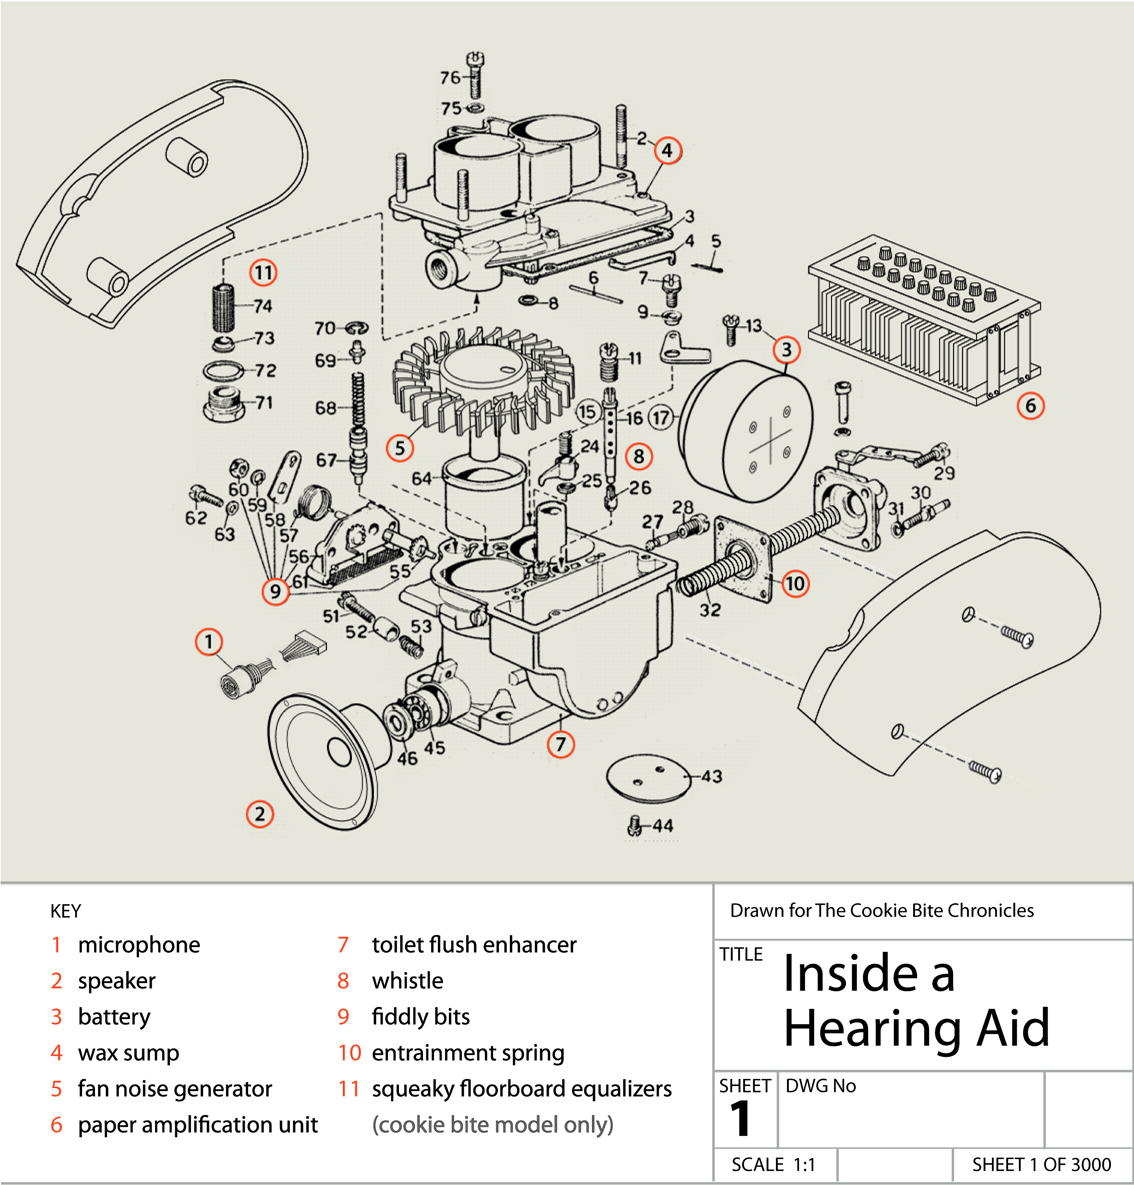 76
75
2
4
3
4
5
11
6
7
8
74
70
9
13
73
69
3
11
72
71
68
15
16
17
6
5
24
8
67
64
29
60
59
25
26
62
58
30
63
57
28
31
27
56
55
10
61
9
32
51
53
52
1
45
7
46
43
2
44
KEY
1 microphone
2 speaker
3 battery
4 wax sump
5 fan noise generator
6 paper amplification unit
7 toilet flush enhancer
8 whistle
9 fiddly bits
10 entrainment spring
11 squeaky floorboard equalizers
(cookie bite model only)
Drawn for The Cookie Bite Chronicles
TITLE
Inside a
Hearing Aid
SHEET
1
DWG No
SCALE 1:1
SHEET 1 OF 3000